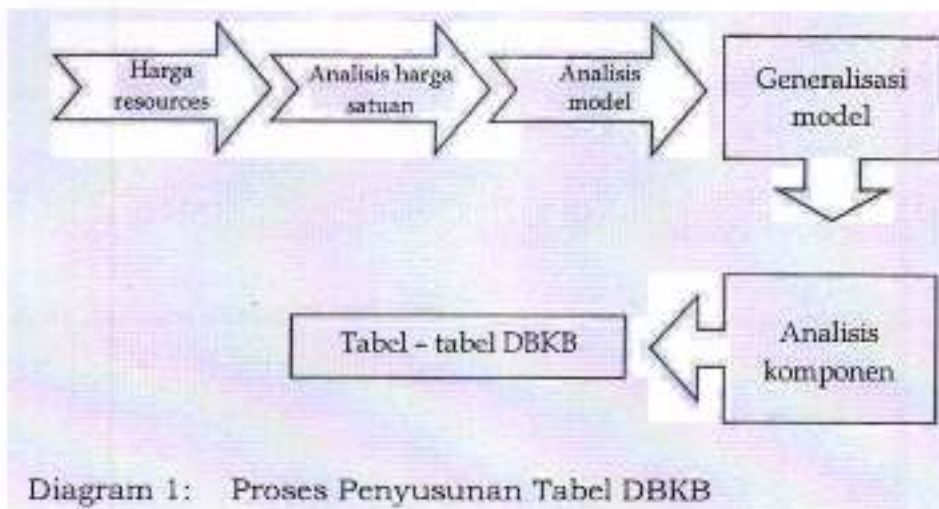 Harga
resources
Analisis harga
satuan
Analisis
model
Generalisasi
model
Analisis
komponen
Tabel – tabel DBKB
Diagram 1: Proses Penyusunan Tabel DBKB